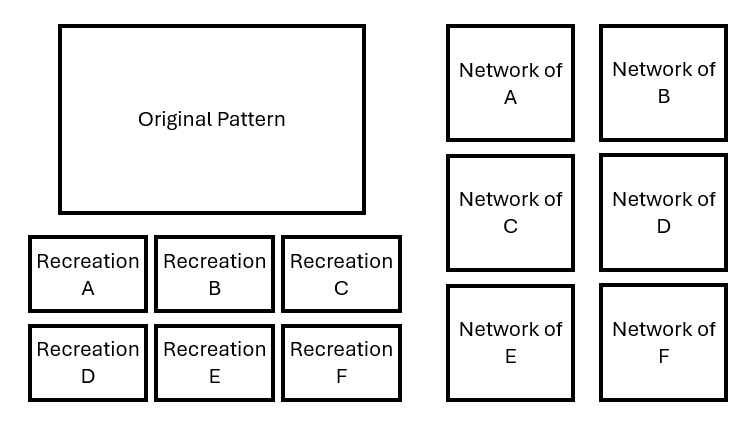 Original Pattern
Recreation
A
Recreation
B
Recreation
C
Recreation
D
Recreation
E
Recreation
F
Network of
A
Network of
B
Network of
C
Network of
D
Network of
E
Network of
F